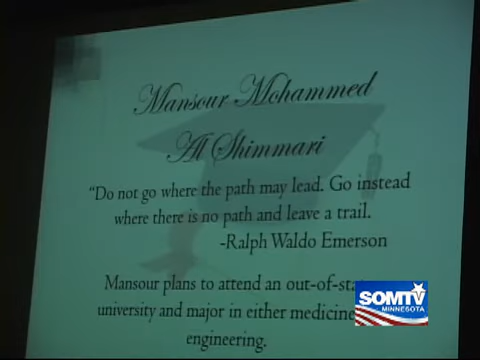 Mansour Mohammed
Al Shimmari
"Do not go where the path may lead. Go instead
where there is no path and leave a trail.
-Ralph Waldo Emerson
Mansour plans to attend an out-of-sta
university and major in either medicine
engineering.
SOMTV
MINNESOTA